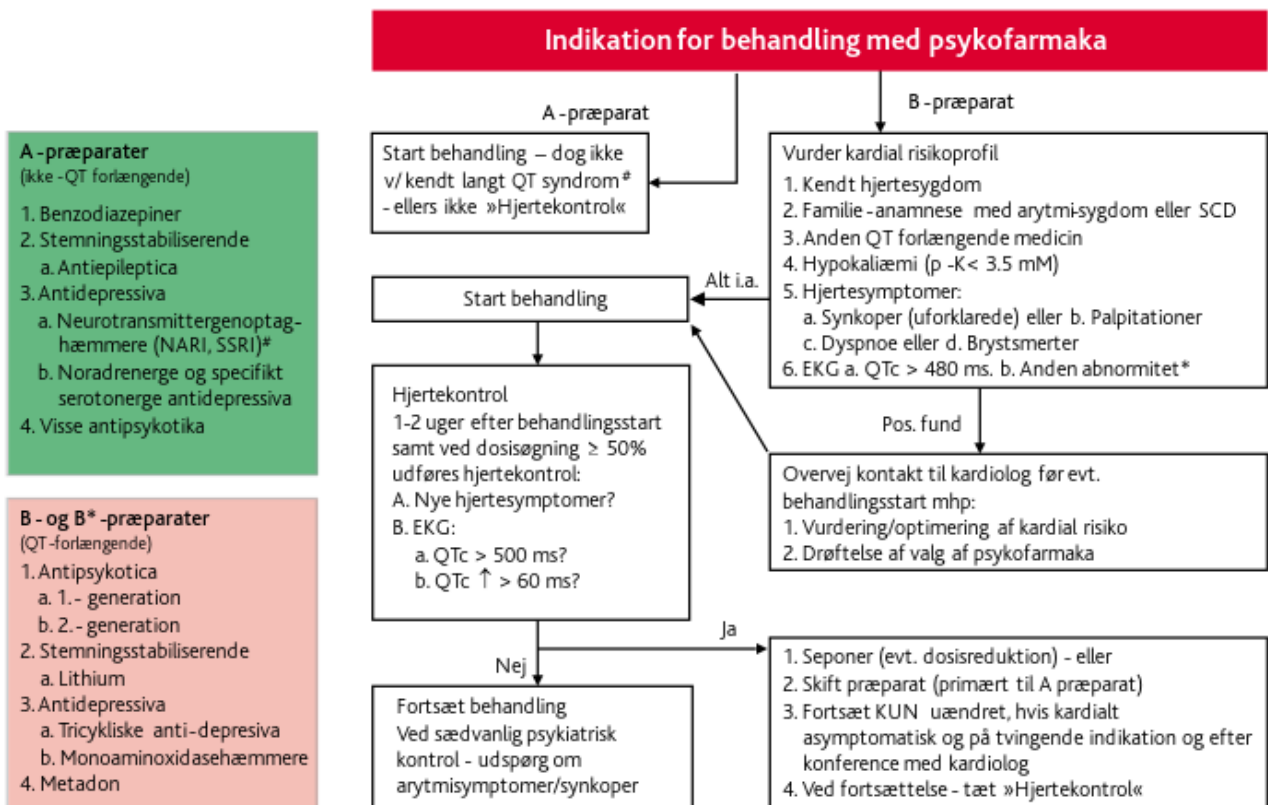 Indikation for behandling med psykofarmaka
A-præparat
B-præparat
A-præparater
(ikke-QT forlængende)
1. Benzodiazepiner
2. Stemningsstabiliserende
a. Antiepileptica
3. Antidepressiva
a. Neurotransmittergenoptag-
hæmmere (NARI, SSRI)#
b. Noradrenerge og specifikt
serotonerge antidepressiva
4. Visse antipsykotika
B- og B*-præparater
(QT-forlængende)
1. Antipsykotica
a. 1.- generation
b. 2.- generation
2. Stemningsstabiliserende
a. Lithium
3. Antidepressiva
a. Tricykliske anti-depresiva
b. Monoaminoxidasehæmmere
4. Metadon
Start behandling – dog ikke
v/ kendt langt QT syndrom#
- ellers ikke »Hjertekontrol«
Vurder kardial risikoprofil
1. Kendt hjertesygdom
2. Familie-anamnese med arytmi-sygdom eller SCD
3. Anden QT forlængende medicin
4. Hypokaliæmi (p-K< 3.5 mM)
5. Hjertesymptomer:
a. Synkoper (uforklarede) eller b. Palpitationer
c. Dyspnoe eller d. Brystsmerter
6. EKG a. QTc > 480 ms. b. Anden abnormitet*
Alt i.a.
Start behandling
Pos. fund
Overvej kontakt til kardiolog før evt.
behandlingsstart mhp:
1. Vurdering/optimering af kardial risiko
2. Drøftelse af valg af psykofarmaka
Hjertekontrol
1-2 uger efter behandlingsstart
samt ved dosisøgning ≥ 50%
udføres hjertekontrol:
A. Nye hjertesymptomer?
B. EKG:
a. QTc > 500 ms?
b. QTc ↑ > 60 ms?
Ja
Nej
Fortsæt behandling
Ved sædvanlig psykiatrisk
kontrol - udspørg om
arytmisymptomer/synkoper
1. Seponer (evt. dosisreduktion) - eller
2. Skift præparat (primært til A præparat)
3. Fortsæt KUN uændret, hvis kardialt
asymptomatisk og på tvingende indikation og efter
konference med kardiolog
4. Ved fortsættelse - tæt »Hjertekontrol«